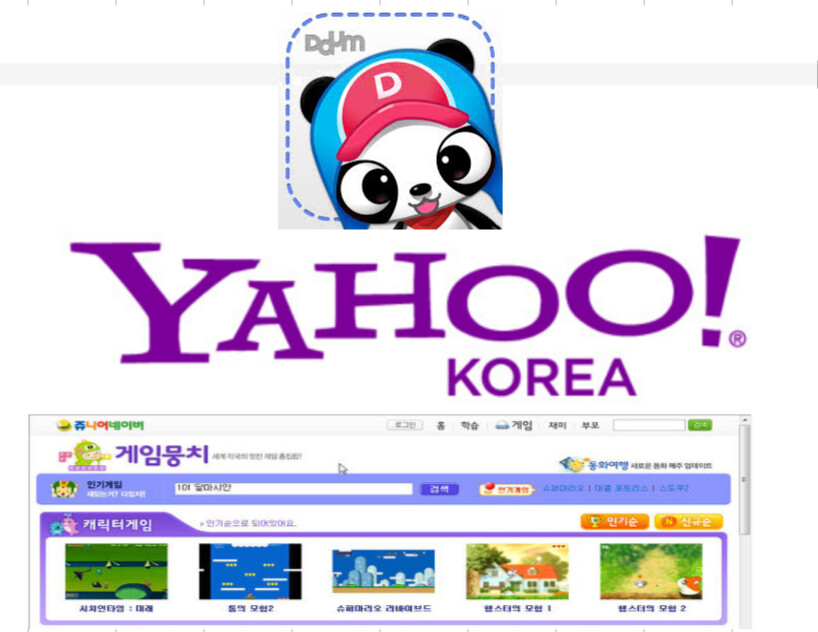 Ddum
D
YAHOO!®
KOREA
쥬니어네이버
로그인 홈 학습 게임 재미 부모 검색
게임뭉치 세계 각국의 멋진 게임 총집합!
동화여행 새로운 동화 매주 업데이트
인기게임
101 달마시안 검색 인기게임 슈퍼마리오 | 대결 포트리스 | 스도쿠2
캐릭터게임 인기순으로 되어있어요. 인기순 N 신규순
시차인타임 : 미래 돌의 모험2 슈퍼마리오 리바이브드 햄스터의 모험 1 햄스터의 모험 2